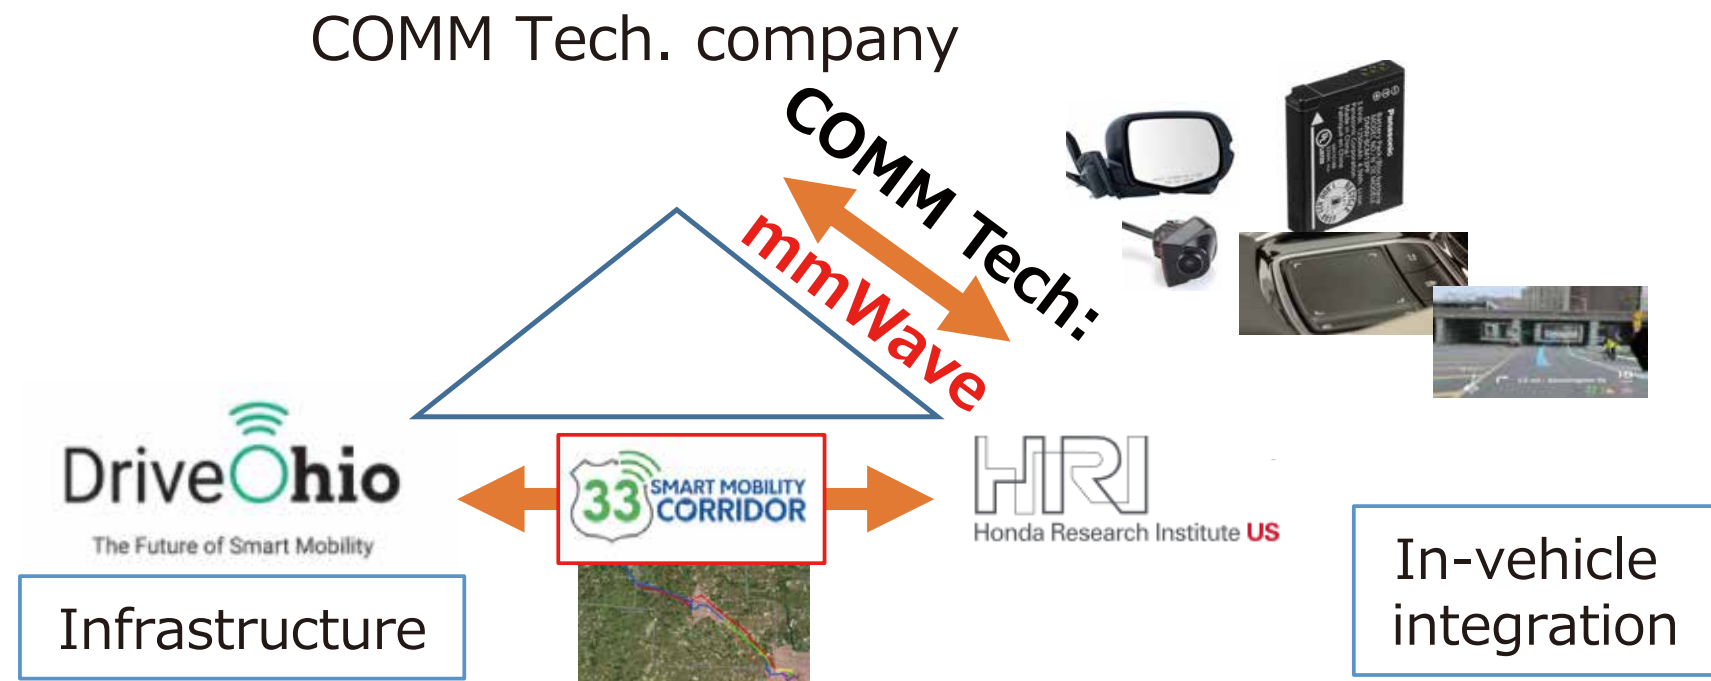 COMM Tech. company
COMM Tech:
mmWave
Panasonic
DriveOhio
The Future of Smart Mobility
33 SMART MOBILITY
CORRIDOR
HRI
Honda Research Institute US
Infrastructure
In-vehicle
integration